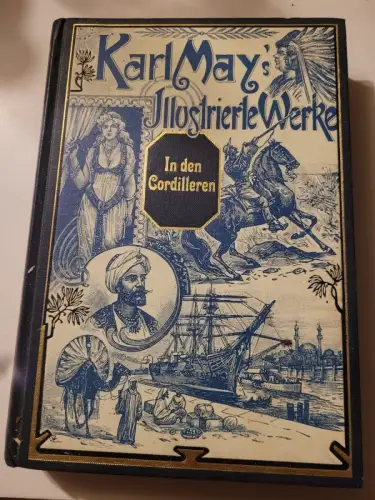 Karl May's
Illustrierte Werke
In den
Cordilleren